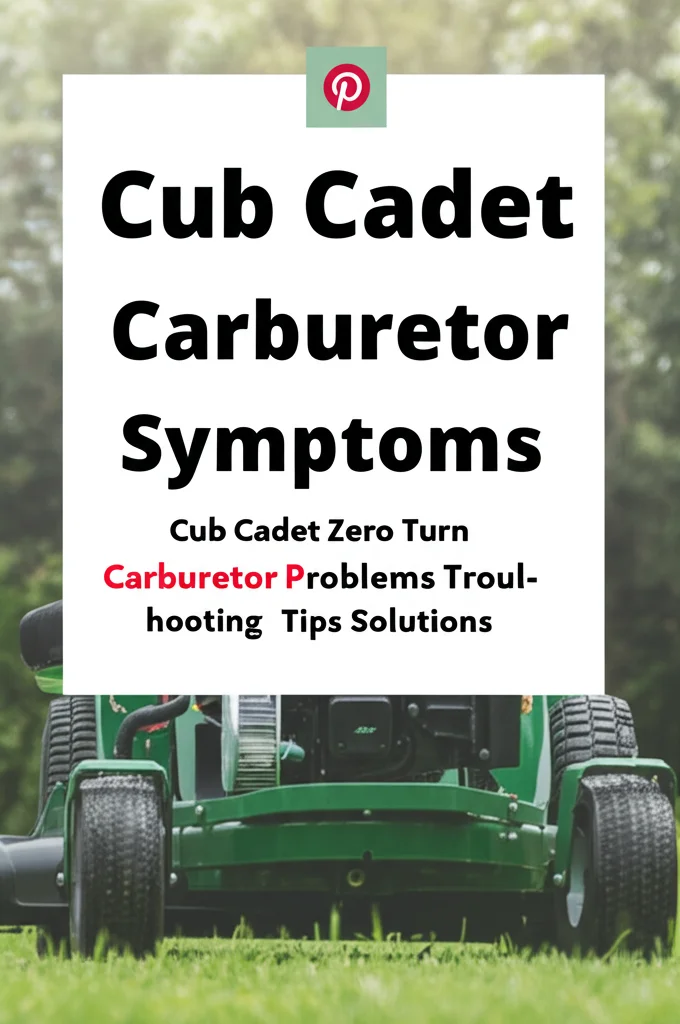 Cub Cadet
Carburetor
Symptoms
Cub Cadet Zero Turn
Carburetor Problems Troul-
hooting Tips Solutions